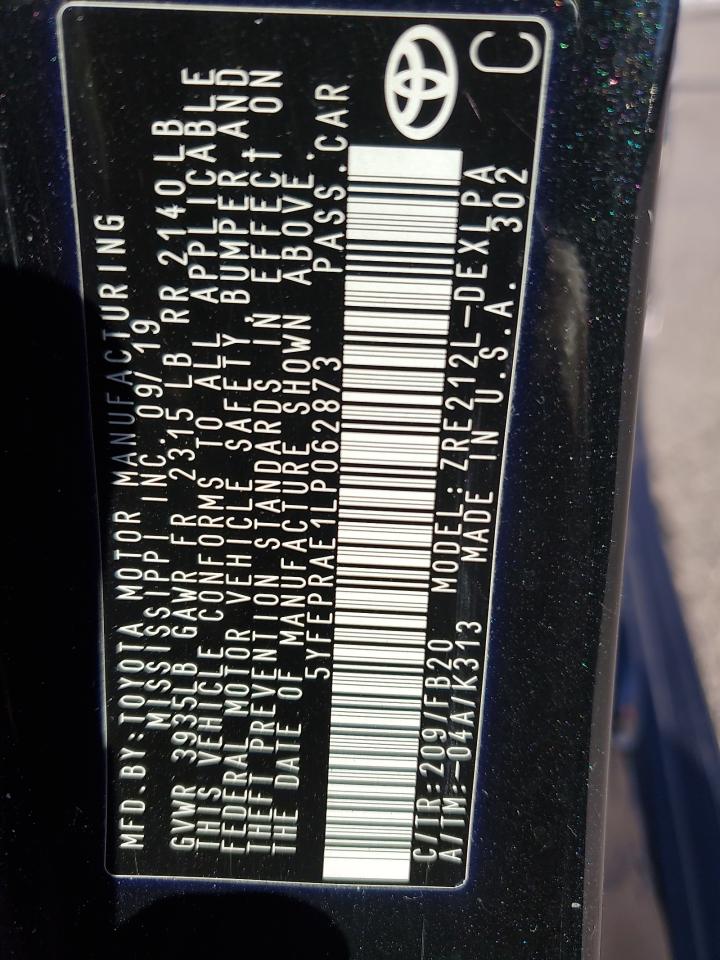 MFD.BY:TOYOTA MOTOR MANUFACTURING
MISSISSIPPI INC. 09/19
GVWR 3935LB GAWR FR 2315 LB RR 2140 LB
THIS VEHICLE CONFORMS TO ALL APPLICABLE
FEDERAL MOTOR VEHICLE SAFETY, BUMPER, AND
THEFT PREVENTION STANDARDS IN EFFECT ON
THE DATE OF MANUFACTURE SHOWN ABOVE.
5YFEPRAE1LP062873 PASS.CAR
C/TR:209/FB20 MODEL:ZRE212L-DEXLPA
A/TM:-04A/K313 MADE IN U.S.A. 302
C